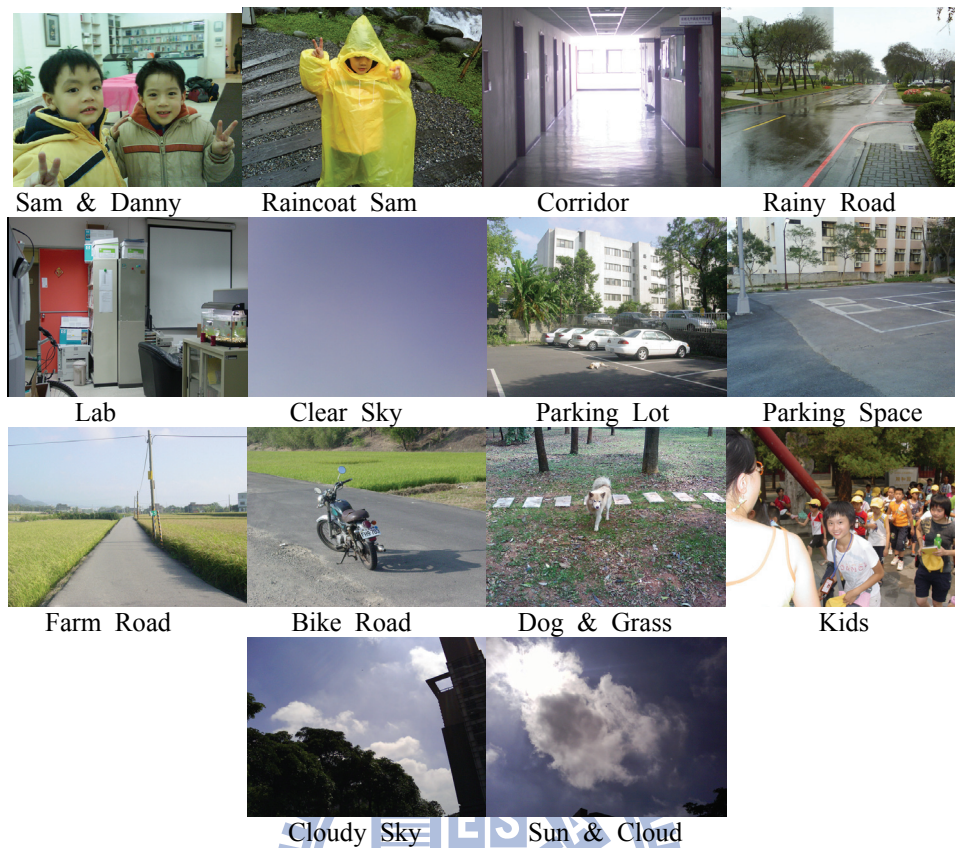 Sam & Danny Raincoat Sam Corridor Rainy Road
Lab Clear Sky Parking Lot Parking Space
Farm Road Bike Road Dog & Grass Kids
Cloudy Sky Sun & Cloud